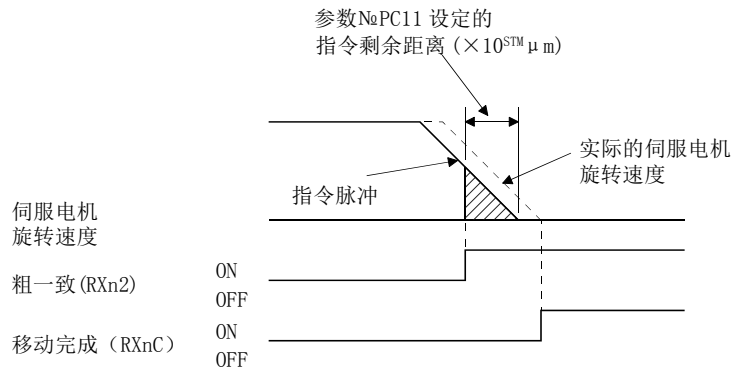 参数№PC11 设定的
指令剩余距离(×10ˢᵀᴹμm)
实际的伺服电机
旋转速度
指令脉冲
伺服电机
旋转速度
粗一致(RXn2)
ON
OFF
移动完成（RXnC）
ON
OFF